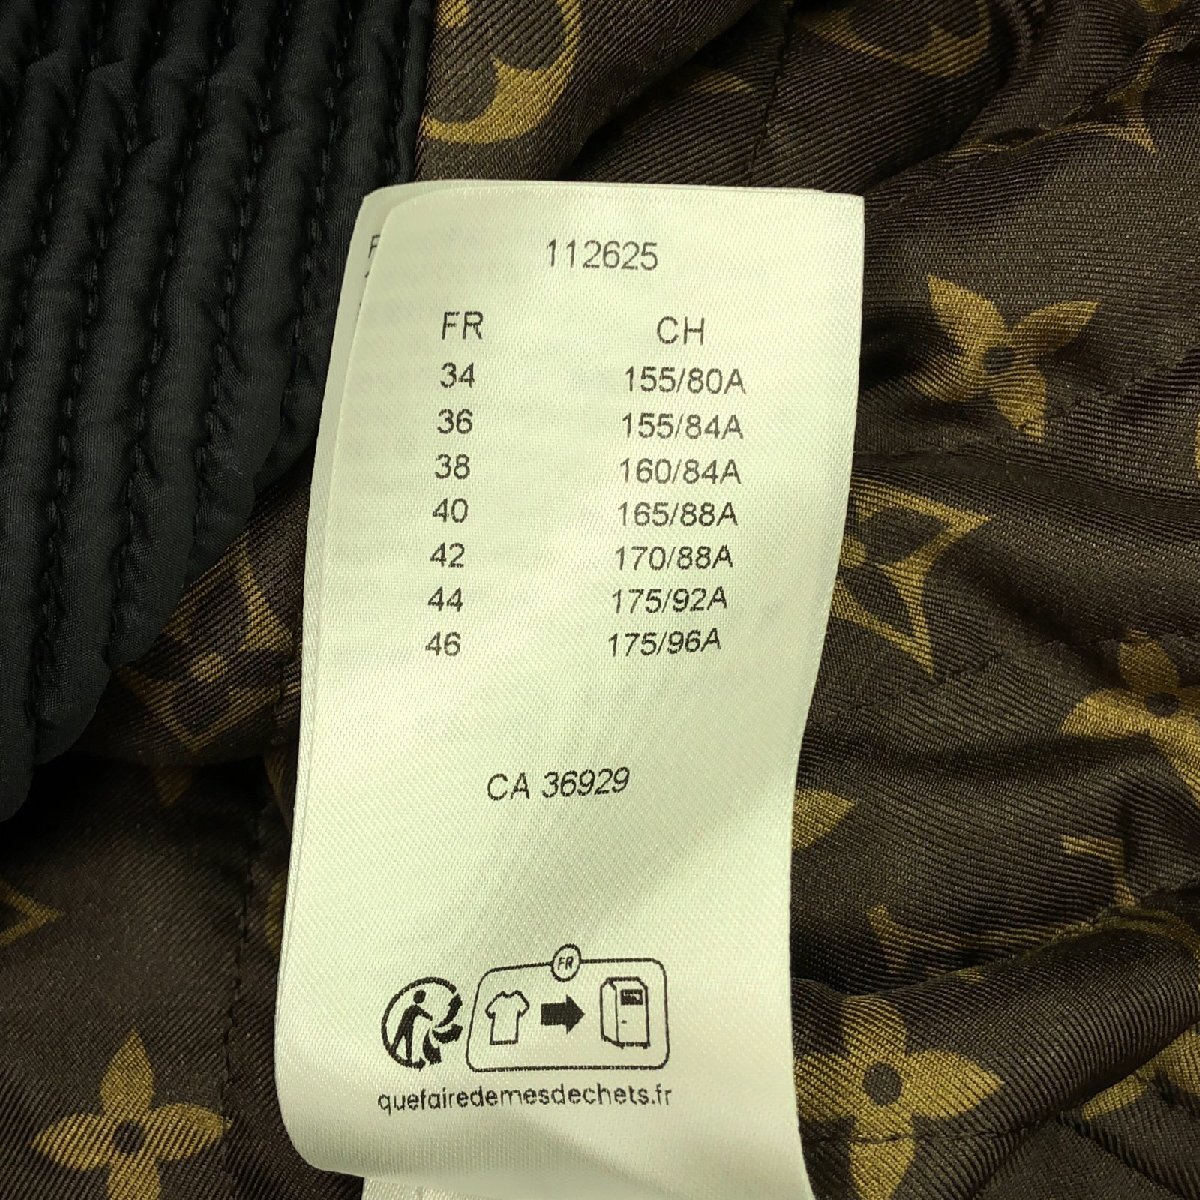 112625
FR CH
34 155/80A
36 155/84A
38 160/84A
40 165/88A
42 170/88A
44 175/92A
46 175/96A
CA 36929
FR
quefairedemesdechets.fr